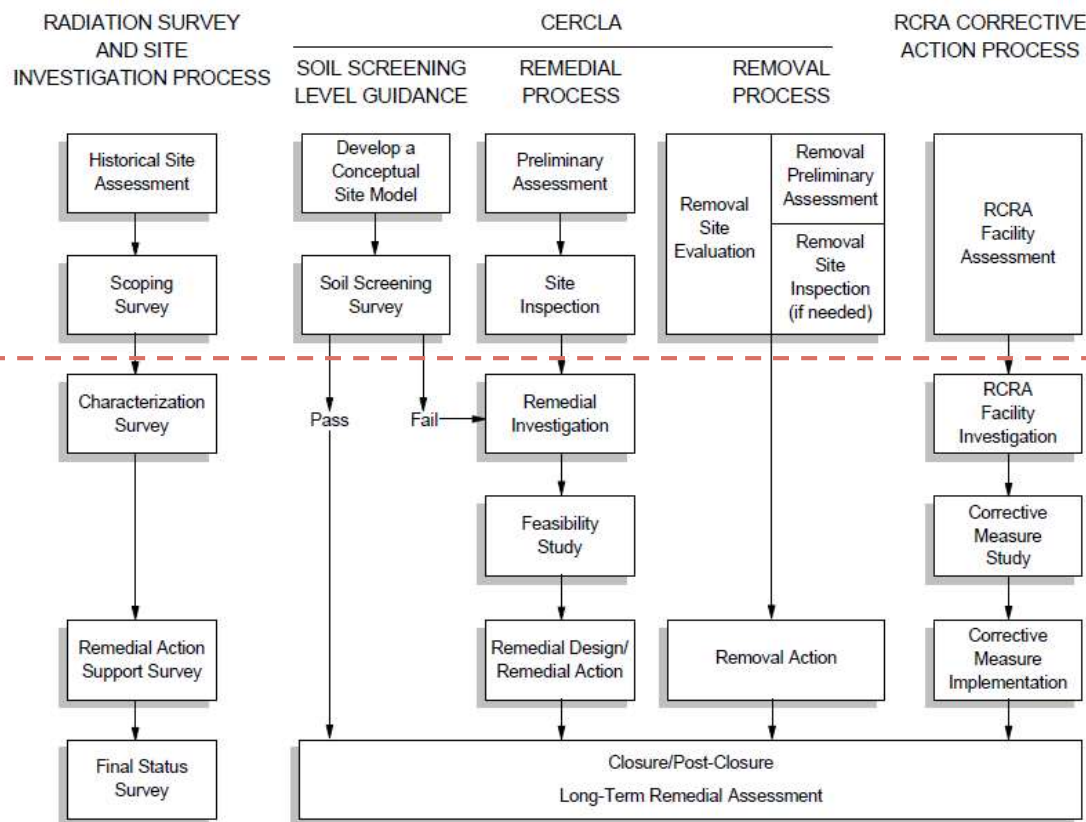 RADIATION SURVEY
AND SITE
INVESTIGATION PROCESS
CERCLA
SOIL SCREENING
LEVEL GUIDANCE
REMEDIAL
PROCESS
REMOVAL
PROCESS
RCRA CORRECTIVE
ACTION PROCESS
Historical Site
Assessment
Scoping
Survey
Characterization
Survey
Remedial Action
Support Survey
Final Status
Survey
Develop a
Conceptual
Site Model
Soil Screening
Survey
Pass
Fail
Preliminary
Assessment
Site
Inspection
Remedial
Investigation
Feasibility
Study
Remedial Design/
Remedial Action
Removal
Site
Evaluation
Removal
Preliminary
Assessment
Removal
Site
Inspection
(if needed)
Removal Action
RCRA
Facility
Assessment
RCRA
Facility
Investigation
Corrective
Measure
Study
Corrective
Measure
Implementation
Closure/Post-Closure
Long-Term Remedial Assessment